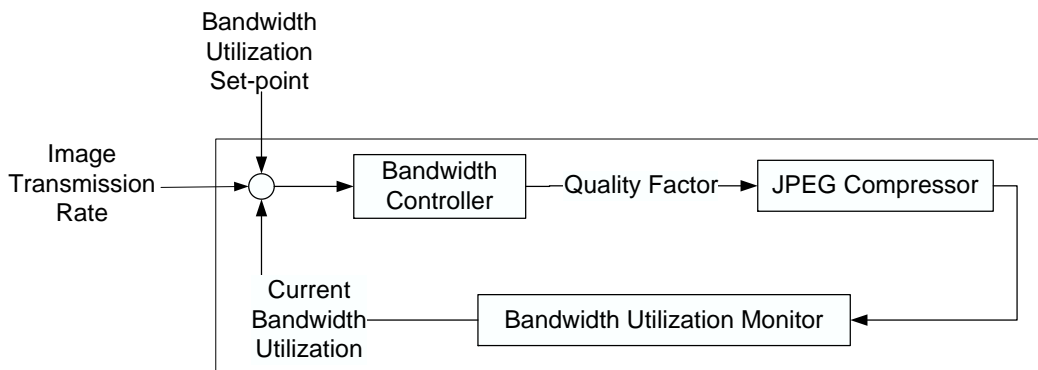 Bandwidth
Utilization
Set-point
Image
Transmission
Rate
Bandwidth
Controller
Quality Factor
JPEG Compressor
Current
Bandwidth
Utilization
Bandwidth Utilization Monitor